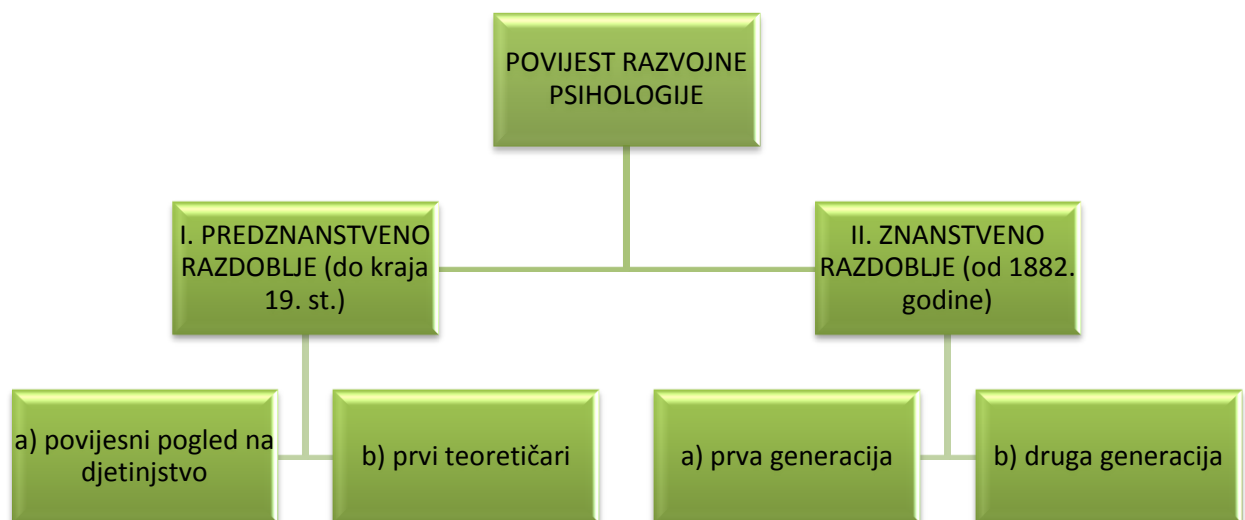 POVIJEST RAZVOJNE
PSIHOLOGIJE
I. PREDZNANSTVENO
RAZDOBLJE (do kraja
19. st.)
II. ZNANSTVENO
RAZDOBLJE (od 1882.
godine)
a) povijesni pogled na
djetinjstvo
b) prvi teoretičari
a) prva generacija
b) druga generacija